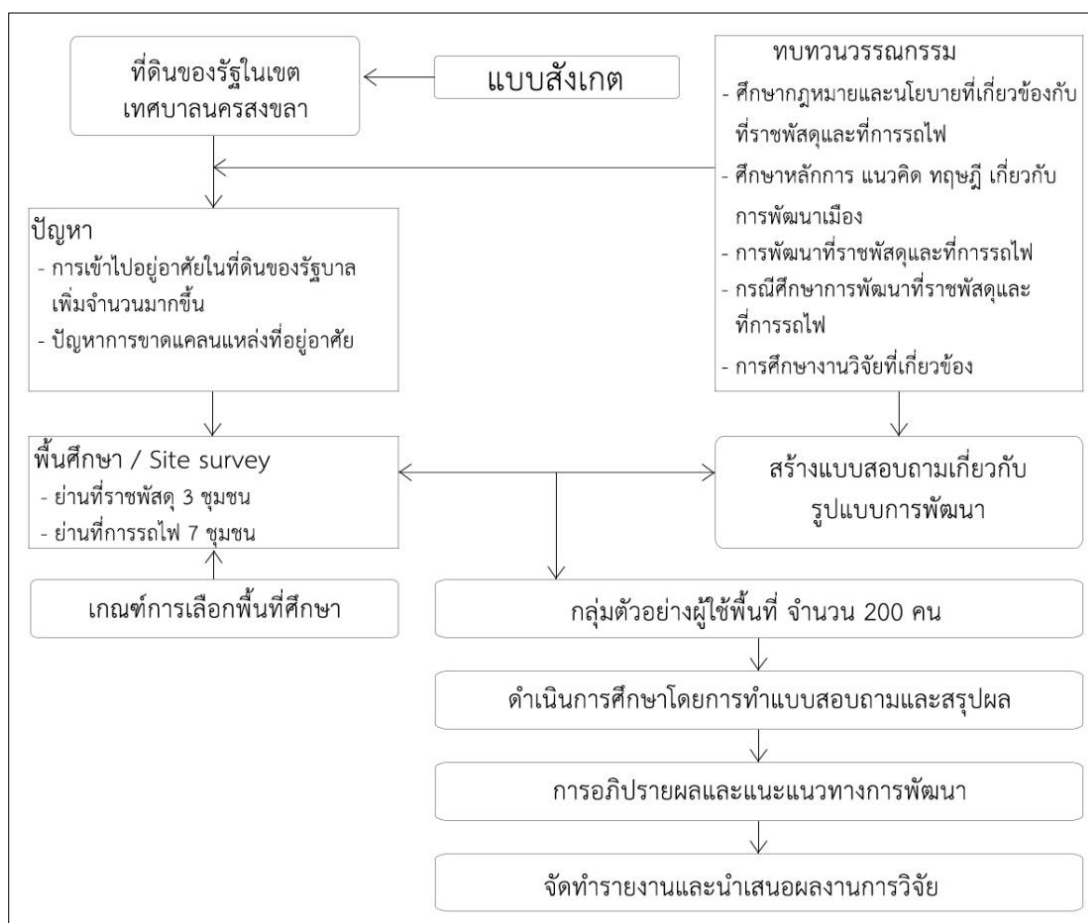 ที่ดินของรัฐในเขต
เทศบาลนครสงขลา
แบบสังเกต
ทบทวนวรรณกรรม
- ศึกษากฎหมายและนโยบายที่เกี่ยวข้องกับ
ที่ราชพัสดุและที่การรถไฟ
- ศึกษาหลักการ แนวคิด ทฤษฎี เกี่ยวกับ
การพัฒนาเมือง
- การพัฒนาที่ราชพัสดุและที่การรถไฟ
- กรณีศึกษาการพัฒนาที่ราชพัสดุและ
ที่การรถไฟ
- การศึกษางานวิจัยที่เกี่ยวข้อง
ปัญหา
- การเข้าไปอยู่อาศัยในที่ดินของรัฐบาล
เพิ่มจำนวนมากขึ้น
- ปัญหาการขาดแคลนแหล่งที่อยู่อาศัย
พื้นศึกษา / Site survey
- ย่านที่ราชพัสดุ 3 ชุมชน
- ย่านที่การรถไฟ 7 ชุมชน
สร้างแบบสอบถามเกี่ยวกับ
รูปแบบการพัฒนา
เกณฑ์การเลือกพื้นที่ศึกษา
กลุ่มตัวอย่างผู้ใช้พื้นที่ จำนวน 200 คน
ดำเนินการศึกษาโดยการทำแบบสอบถามและสรุปผล
การอภิปรายผลและแนะแนวทางการพัฒนา
จัดทำรายงานและนำเสนอผลงานการวิจัย